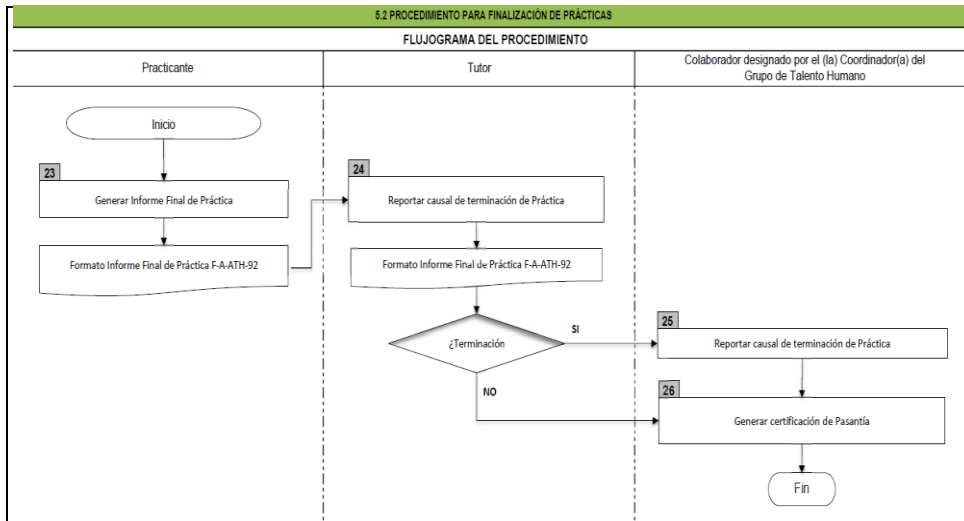 5.2 PROCEDIMIENTO PARA FINALIZACIÓN DE PRÁCTICAS
FLUJOGRAMA DEL PROCEDIMIENTO
Practicante
Tutor
Colaborador designado por el (la) Coordinador(a) del
Grupo de Talento Humano
Inicio
23
Generar Informe Final de Práctica
Formato Informe Final de Práctica F-A-ATH-92
24
Reportar causal de terminación de Práctica
Formato Informe Final de Práctica F-A-ATH-92
¿Terminación
SI
NO
25
Reportar causal de terminación de Práctica
26
Generar certificación de Pasantía
Fin